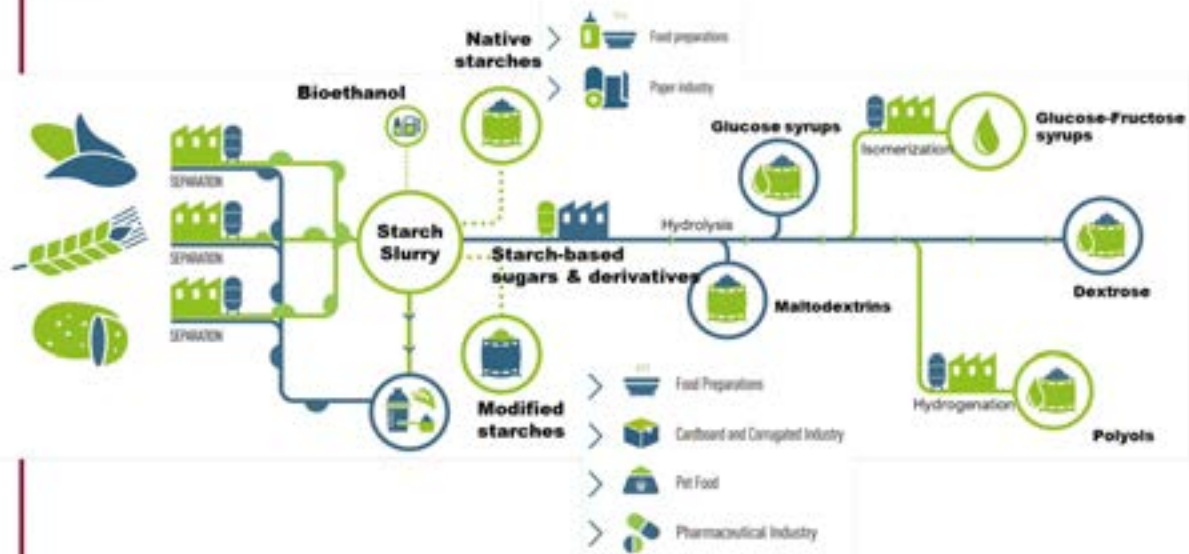 Native
starches
Food preparations
Paper industry
Bioethanol
SEPARATION
SEPARATION
SEPARATION
Starch
Slurry
Starch-based
sugars & derivatives
Hydrolysis
Glucose syrups
Maltodextrins
Isomerization
Glucose-Fructose
syrups
Dextrose
Hydrogenation
Polyols
Modified
starches
Food Preparations
Cardboard and Corrugated Industry
Pet Food
Pharmaceutical Industry